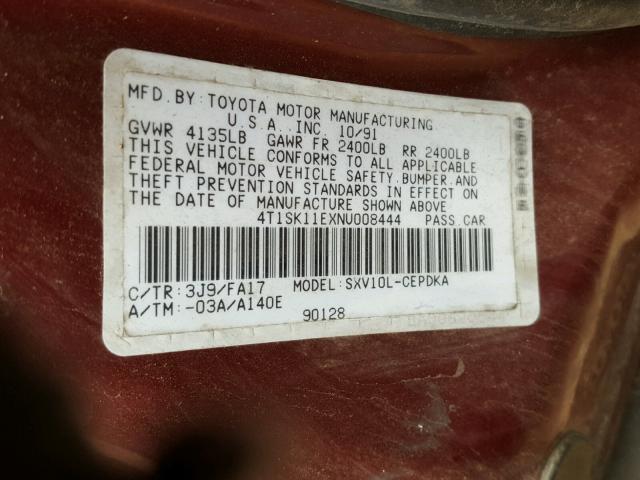 MFD.BY:TOYOTA MOTOR MANUFACTURING
U.S.A.,INC. 10/91
GVWR 4135LB GAWR FR 2400LB RR 2400LB
THIS VEHICLE CONFORMS TO ALL APPLICABLE
FEDERAL MOTOR VEHICLE SAFETY,BUMPER,AND
THEFT PREVENTION STANDARDS IN EFFECT ON
THE DATE OF MANUFACTURE SHOWN ABOVE
4T1SK11EXNU008444 PASS.CAR
C/TR:3J9/FA17 MODEL:SXV10L-CEPDKA
A/TM:-03A/A140E
90128